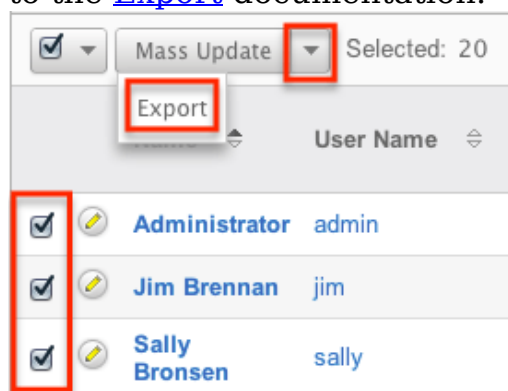 to the Export documentation.
Mass Update Selected: 20
Export
Name User Name
Administrator admin
Jim Brennan jim
Sally
Bronsen sally